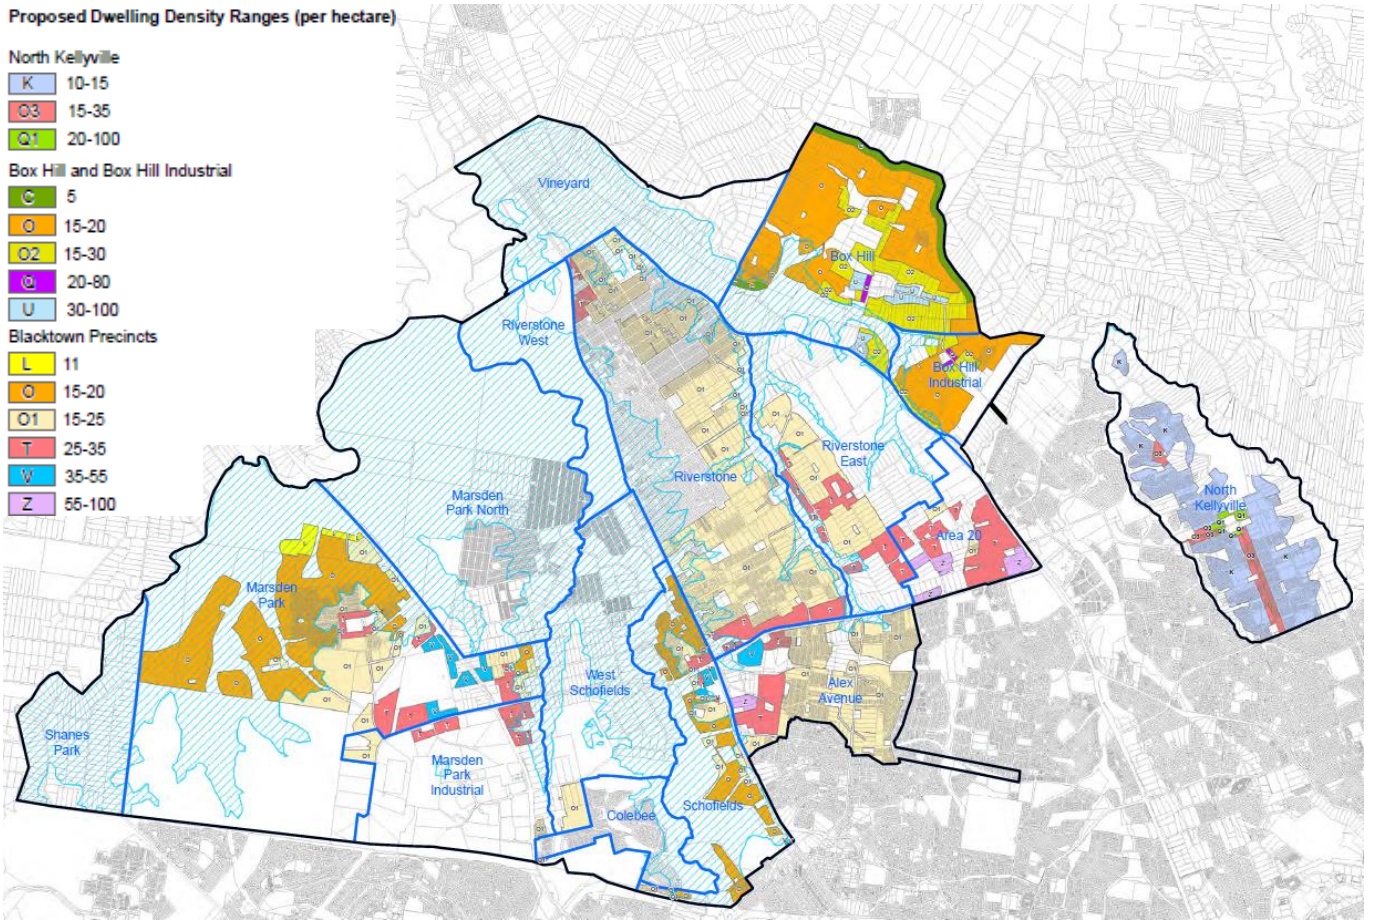 Proposed Dwelling Density Ranges (per hectare)
North Kellyville
K 10-15
O3 15-35
Q1 20-100
Box Hill and Box Hill Industrial
C 5
O 15-20
O2 15-30
Q 20-80
U 30-100
Blacktown Precincts
L 11
O 15-20
O1 15-25
T 25-35
V 35-55
Z 55-100
Vineyard
Box Hill
Riverstone
West
Box Hill
Industrial
Riverstone
East
Riverstone
Marsden
Park North
North
Kellyville
Area 20
Marsden
Park
West
Schofields
Alex
Avenue
Shanes
Park
Marsden
Park
Industrial
Schofields
Colebee